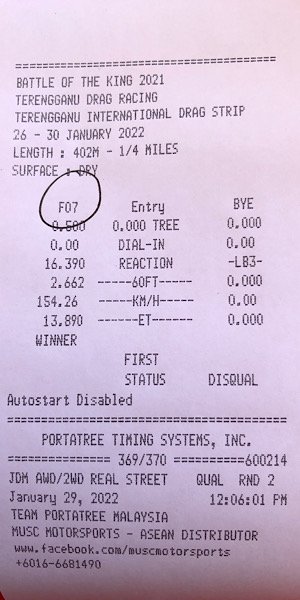 ========================================
BATTLE OF THE KING 2021
TERENGGANU DRAG RACING
TERENGGANU INTERNATIONAL DRAG STRIP
26 - 30 JANUARY 2022
LENGTH : 402M - 1/4 MILES
SURFACE : DRY
F07 Entry BYE
0.500 0.000 TREE 0.000
0.00 DIAL-IN 0.00
16.390 REACTION -LB3-
2.662 -----60FT----- 0.000
154.26 -----KM/H----- 0.00
13.890 ------ET------ 0.000
WINNER
FIRST
STATUS DISQUAL
Autostart Disabled
========================================
PORTATREE TIMING SYSTEMS, INC.
=============== 369/370 ==========600214
JDM AWD/2WD REAL STREET QUAL RND 2
January 29, 2022 12:06:01 PM
TEAM PORTATREE MALAYSIA
MUSC MOTORSPORTS - ASEAN DISTRIBUTOR
www.facebook.com/muscmotorsports
+6016-6681490